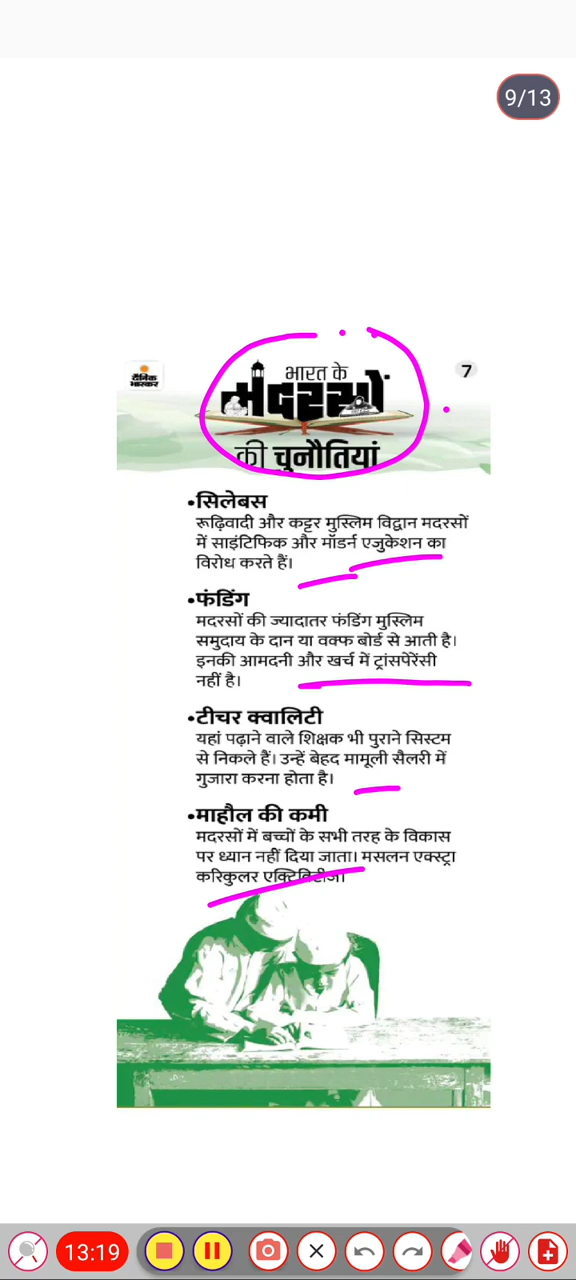 9/13
दैनिक
भास्कर
7
भारत के
मदरसों
की चुनौतियां
•सिलेबस
रूढ़िवादी और कट्टर मुस्लिम विद्वान मदरसों
में साइंटिफिक और मॉडर्न एजुकेशन का
विरोध करते हैं।
•फंडिंग
मदरसों की ज्यादातर फंडिंग मुस्लिम
समुदाय के दान या वक्फ बोर्ड से आती है।
इनकी आमदनी और खर्च में ट्रांसपेरेंसी
नहीं है।
•टीचर क्वालिटी
यहां पढ़ाने वाले शिक्षक भी पुराने सिस्टम
से निकले हैं। उन्हें बेहद मामूली सैलरी में
गुजारा करना होता है।
•माहौल की कमी
मदरसों में बच्चों के सभी तरह के विकास
पर ध्यान नहीं दिया जाता। मसलन एक्स्ट्रा
करिकुलर एक्टिविटीज।
13:19